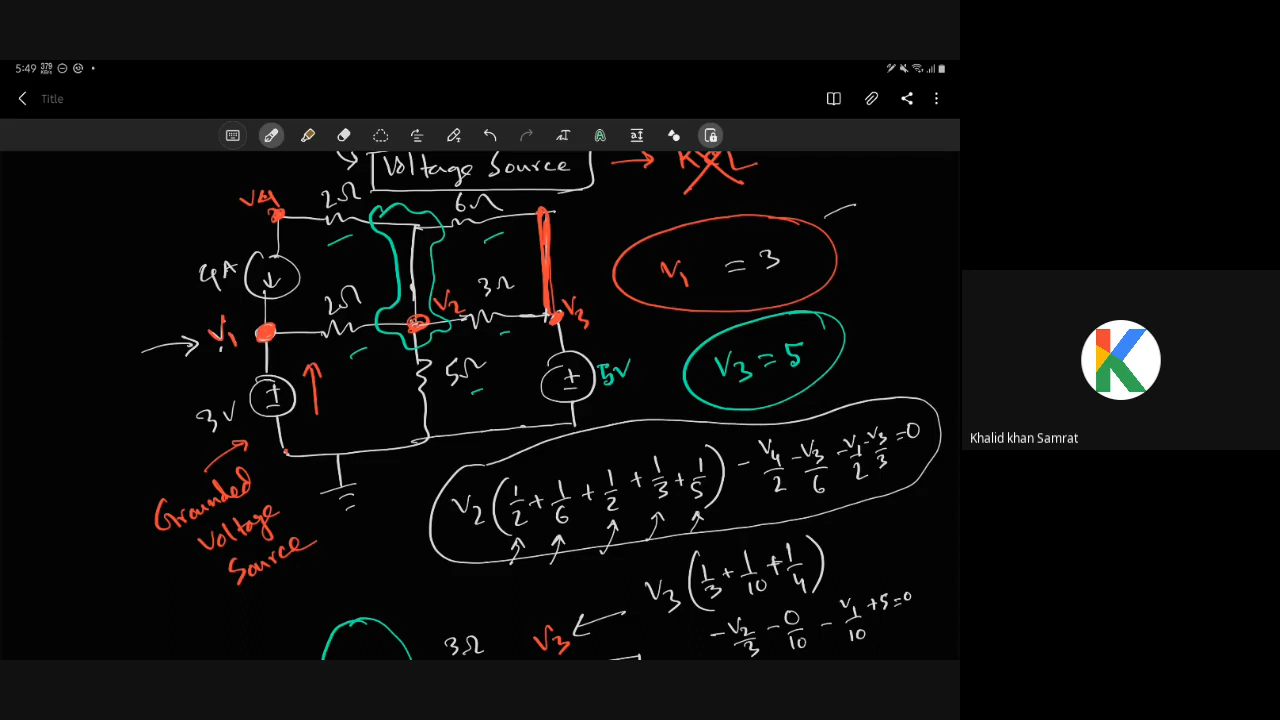 5:49 379 KB/s
Title
Voltage Source → KCL
V4 2Ω 6Ω
4A
V1 = 3
2Ω V2 3Ω V3
V1
3V 5Ω 5V
V3 = 5
Grounded
Voltage
Source
V2 (1/2 + 1/6 + 1/2 + 1/3 + 1/5) - V4/2 - V3/6 - V1/2 - V3/3 = 0
V3 (1/3 + 1/10 + 1/4)
- V2/3 - 0/10 - V1/10 + 5 = 0
3Ω V3
K
Khalid khan Samrat